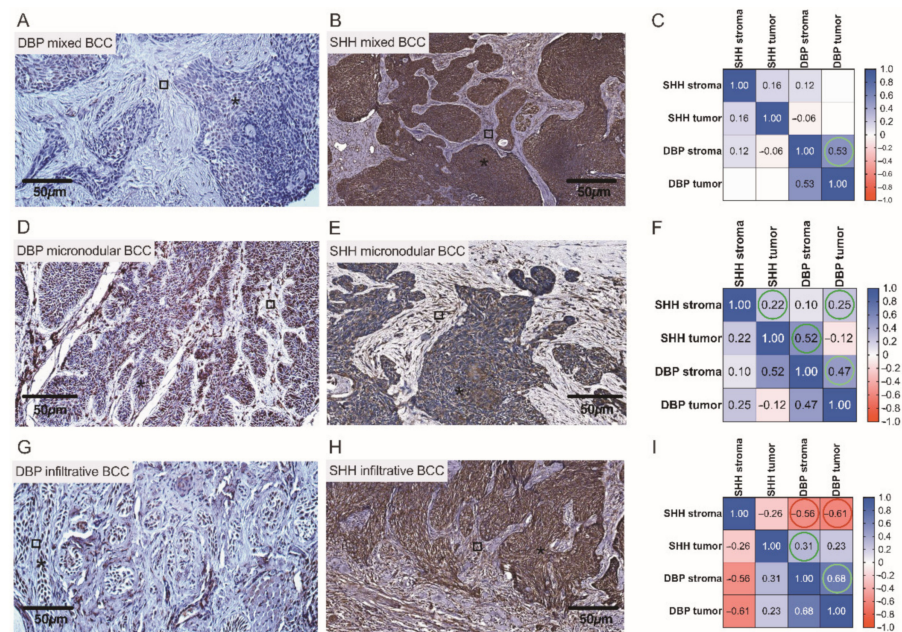 A
DBP mixed BCC
50µm
B
SHH mixed BCC
50µm
C
SHH stroma
SHH tumor
DBP stroma
DBP tumor
SHH stroma 1.00 0.16 0.12
SHH tumor 0.16 1.00 −0.06
DBP stroma 0.12 −0.06 1.00 0.53
DBP tumor 0.53 1.00
1.0
0.8
0.6
0.4
0.2
0
−0.2
−0.4
−0.6
−0.8
−1.0
D
DBP micronodular BCC
50µm
E
SHH micronodular BCC
50µm
F
SHH stroma
SHH tumor
DBP stroma
DBP tumor
SHH stroma 1.00 0.22 0.10 0.25
SHH tumor 0.22 1.00 0.52 −0.12
DBP stroma 0.10 0.52 1.00 0.47
DBP tumor 0.25 −0.12 0.47 1.00
1.0
0.8
0.6
0.4
0.2
0
−0.2
−0.4
−0.6
−0.8
−1.0
G
DBP infiltrative BCC
50µm
H
SHH infiltrative BCC
50µm
I
SHH stroma
SHH tumor
DBP stroma
DBP tumor
SHH stroma 1.00 −0.26 −0.56 −0.61
SHH tumor −0.26 1.00 0.31 0.23
DBP stroma −0.56 0.31 1.00 0.68
DBP tumor −0.61 0.23 0.68 1.00
1.0
0.8
0.6
0.4
0.2
0
−0.2
−0.4
−0.6
−0.8
−1.0